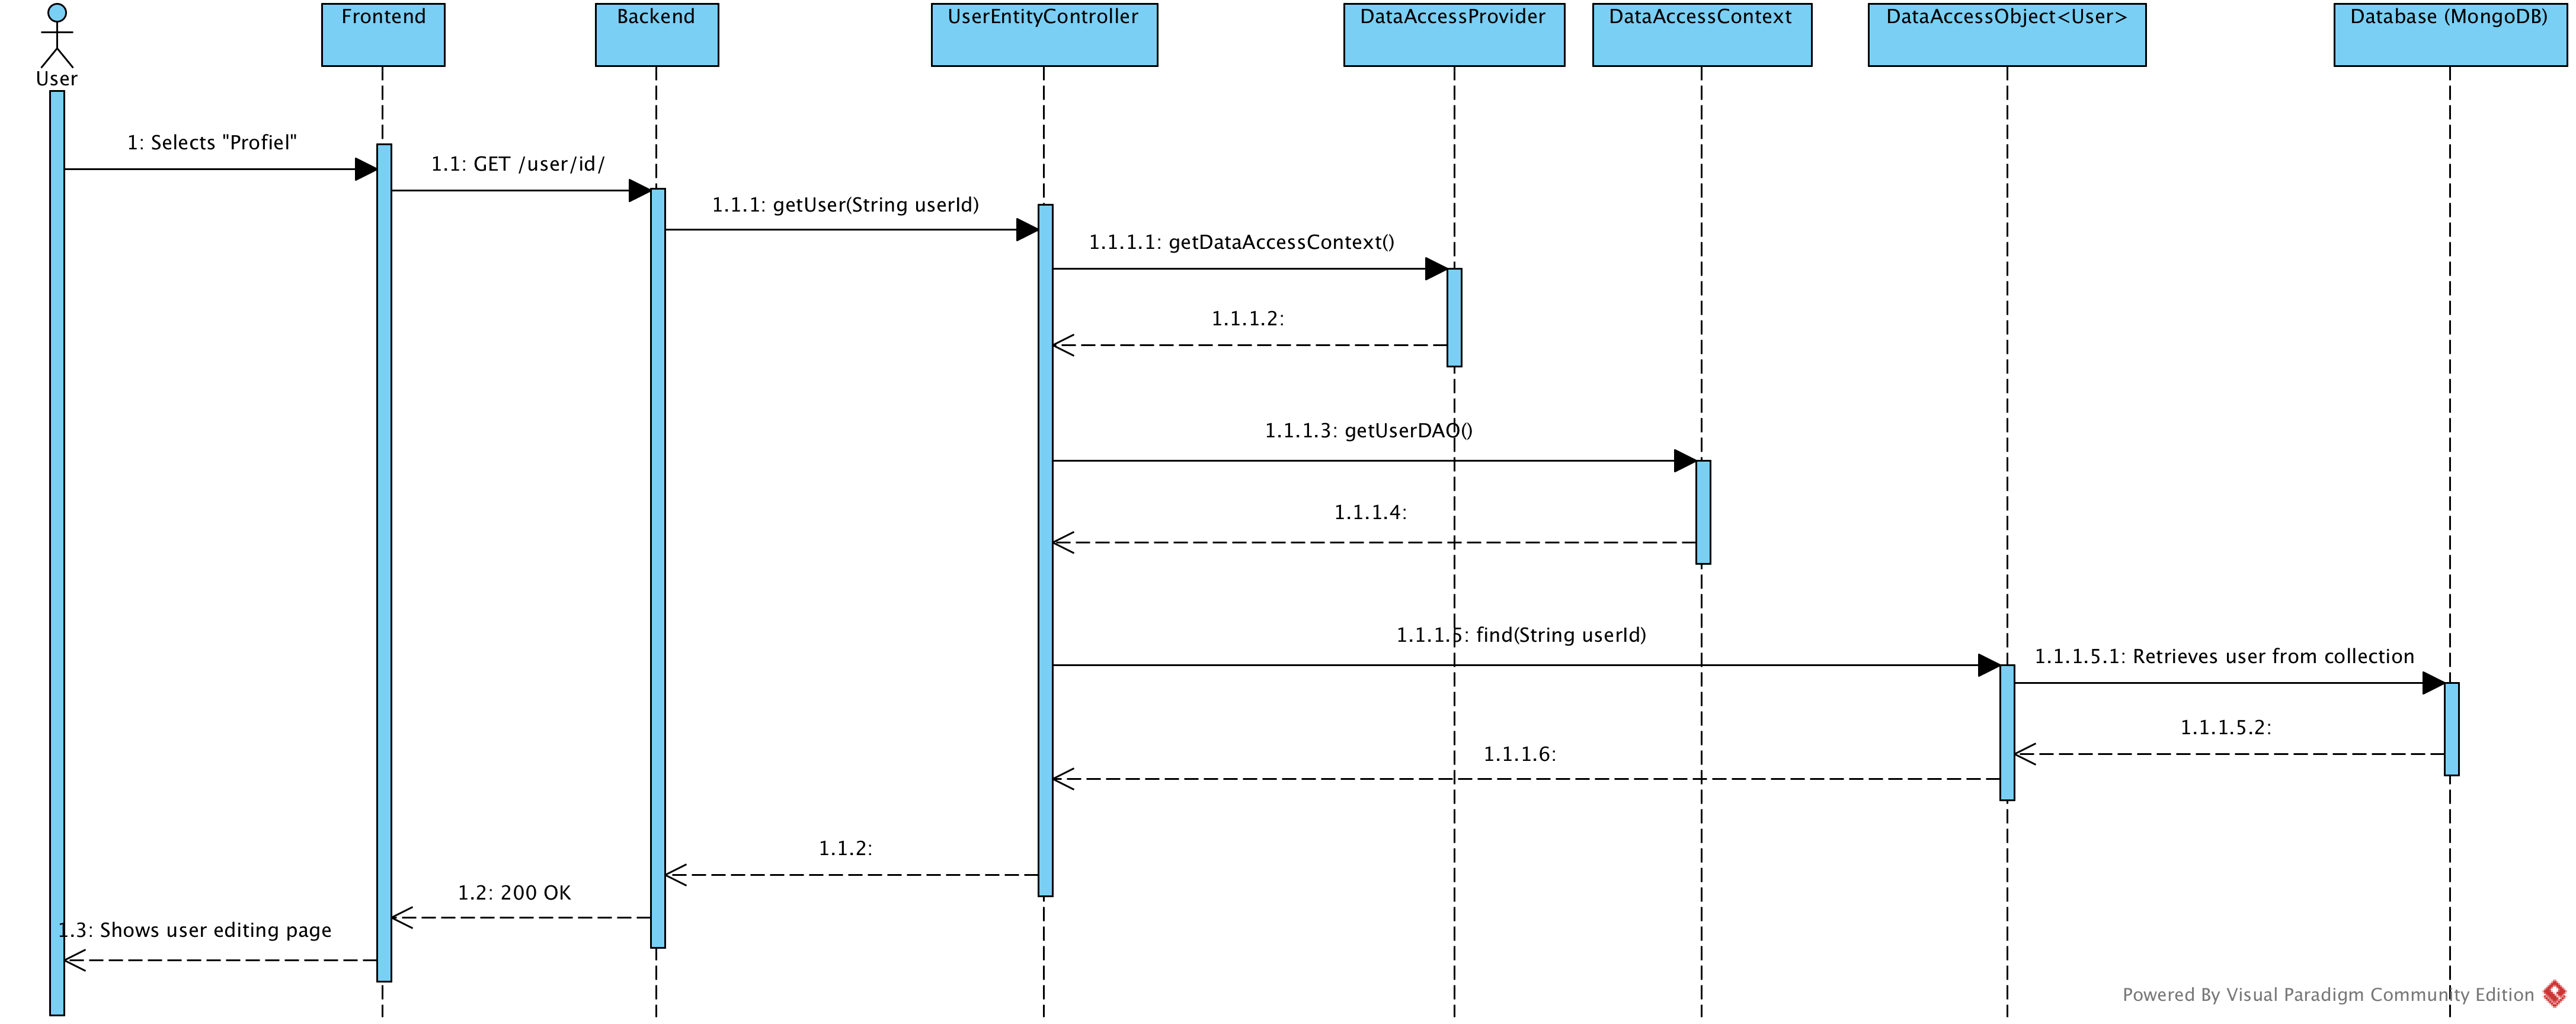 Frontend
Backend
UserEntityController
DataAccessProvider
DataAccessContext
DataAccessObject<User>
Database (MongoDB)
User
1: Selects "Profiel"
1.1: GET /user/id/
1.1.1: getUser(String userId)
1.1.1.1: getDataAccessContext()
1.1.1.2:
1.1.1.3: getUserDAO()
1.1.1.4:
1.1.1.5: find(String userId)
1.1.1.5.1: Retrieves user from collection
1.1.1.5.2:
1.1.1.6:
1.1.2:
1.2: 200 OK
1.3: Shows user editing page
Powered By Visual Paradigm Community Edition